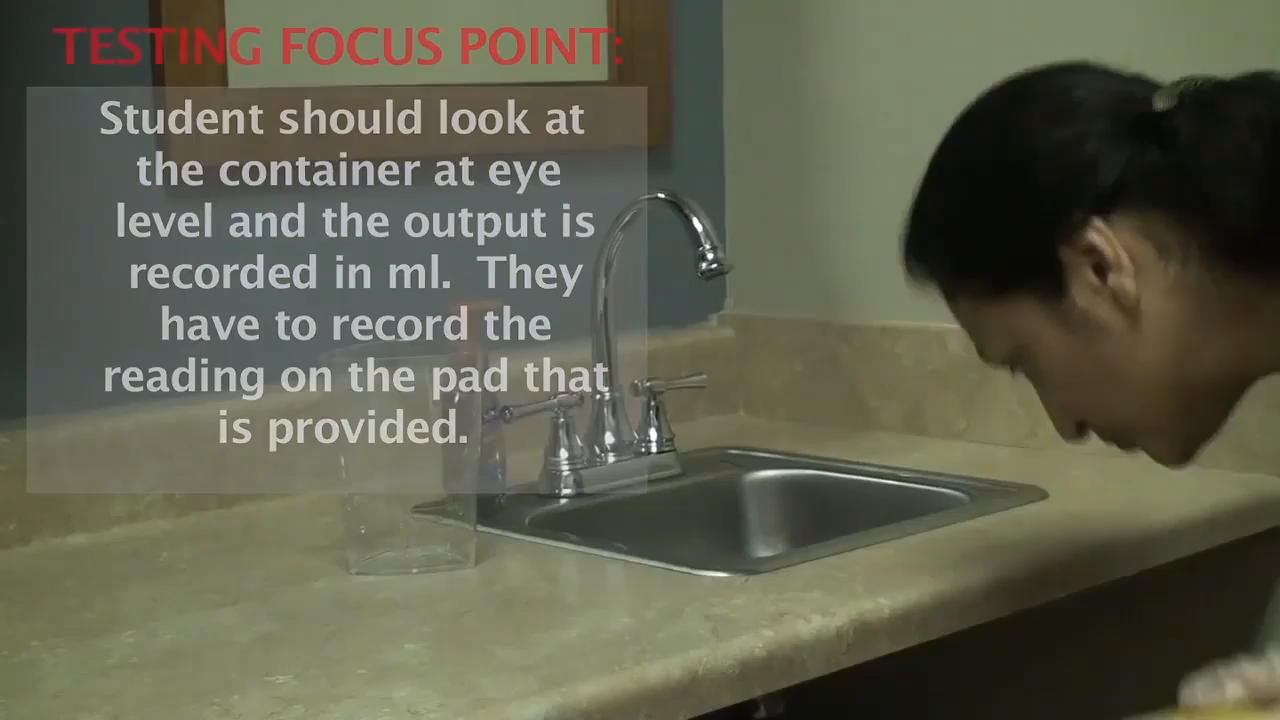 TESTING FOCUS POINT:
Student should look at
the container at eye
level and the output is
recorded in ml.  They
have to record the
reading on the pad that
is provided.